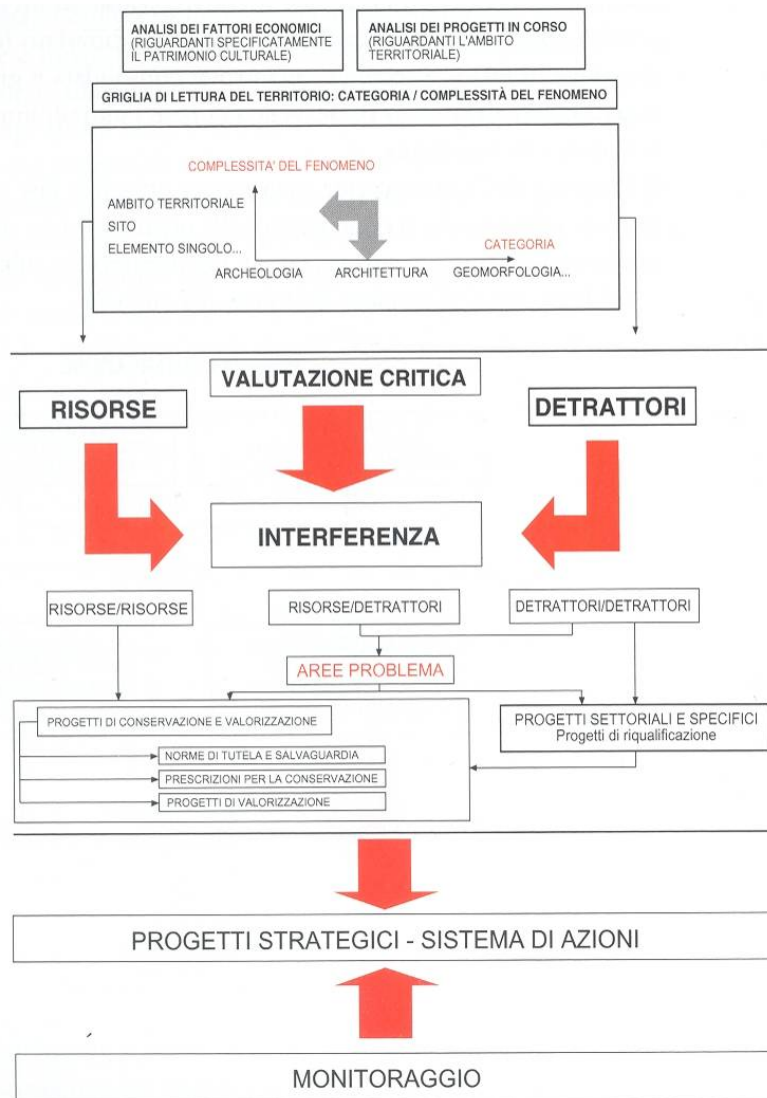 ANALISI DEI FATTORI ECONOMICI
(RIGUARDANTI SPECIFICATAMENTE
IL PATRIMONIO CULTURALE)
ANALISI DEI PROGETTI IN CORSO
(RIGUARDANTI L'AMBITO
TERRITORIALE)
GRIGLIA DI LETTURA DEL TERRITORIO: CATEGORIA / COMPLESSITÀ DEL FENOMENO
COMPLESSITA' DEL FENOMENO
AMBITO TERRITORIALE
SITO
ELEMENTO SINGOLO...
CATEGORIA
ARCHEOLOGIA
ARCHITETTURA
GEOMORFOLOGIA...
VALUTAZIONE CRITICA
RISORSE
DETRATTORI
INTERFERENZA
RISORSE/RISORSE
RISORSE/DETRATTORI
DETRATTORI/DETRATTORI
AREE PROBLEMA
PROGETTI DI CONSERVAZIONE E VALORIZZAZIONE
PROGETTI SETTORIALI E SPECIFICI
Progetti di riqualificazione
NORME DI TUTELA E SALVAGUARDIA
PRESCRIZIONI PER LA CONSERVAZIONE
PROGETTI DI VALORIZZAZIONE
PROGETTI STRATEGICI - SISTEMA DI AZIONI
MONITORAGGIO